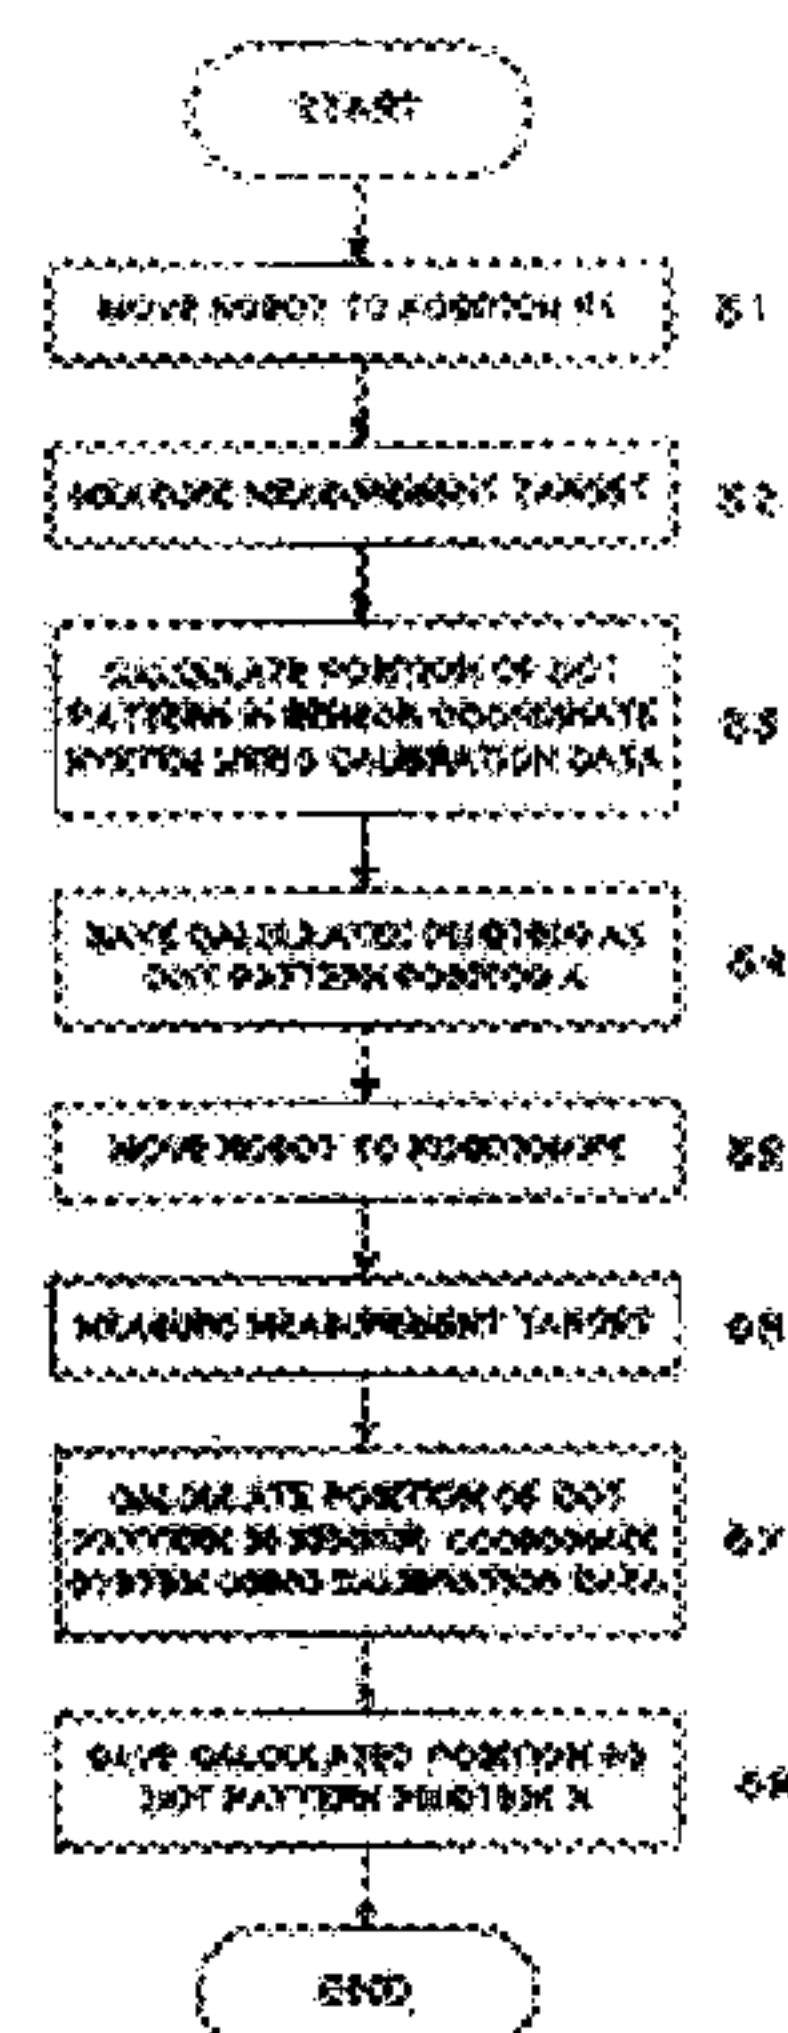 START
MOVE ROBOT TO POSITION
S1
MEASURE MEASUREMENT TARGET
S2
CALCULATE POSITION OF DOT
PATTERN IN SENSOR COORDINATE
SYSTEM USING CALIBRATION DATA
S3
SAVE CALCULATED POSITION AS
DOT PATTERN POSITION A
S4
MOVE ROBOT TO POSITION
MEASURE MEASUREMENT TARGET
CALCULATE POSITION OF DOT
PATTERN IN SENSOR COORDINATE
SYSTEM USING CALIBRATION DATA
S7
SAVE CALCULATED POSITION AS
DOT PATTERN POSITION
END